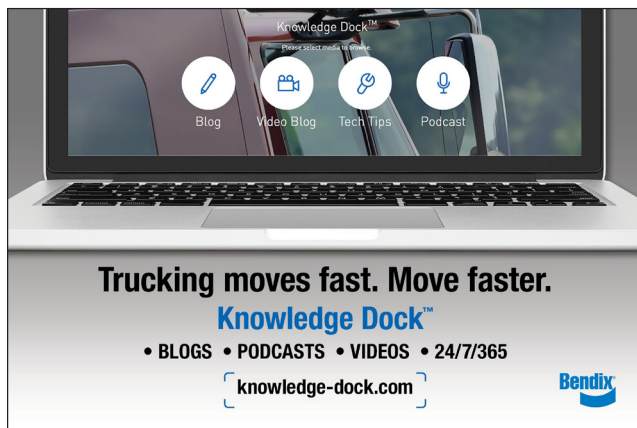 Knowledge Dock™
Please select media to browse.
Blog Video Blog Tech Tips Podcast
Trucking moves fast. Move faster.
Knowledge Dock™
• BLOGS • PODCASTS • VIDEOS • 24/7/365
knowledge-dock.com
Bendix